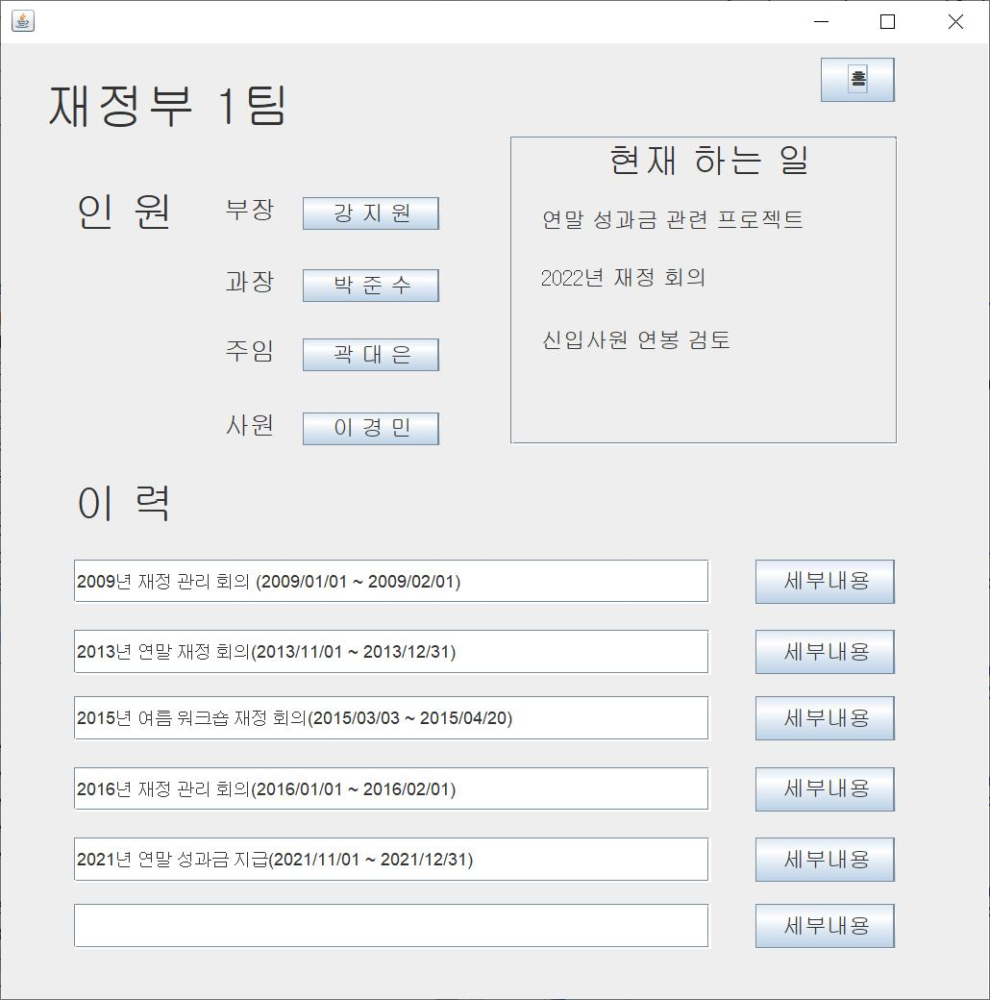 홈
재정부 1팀
인 원
부장 강 지 원
과장 박 준 수
주임 곽 대 은
사원 이 경 민
현재 하는 일
연말 성과금 관련 프로젝트
2022년 재정 회의
신입사원 연봉 검토
이 력
2009년 재정 관리 회의 (2009/01/01 ~ 2009/02/01) 세부내용
2013년 연말 재정 회의(2013/11/01 ~ 2013/12/31) 세부내용
2015년 여름 워크숍 재정 회의(2015/03/03 ~ 2015/04/20) 세부내용
2016년 재정 관리 회의(2016/01/01 ~ 2016/02/01) 세부내용
2021년 연말 성과금 지급(2021/11/01 ~ 2021/12/31) 세부내용
세부내용